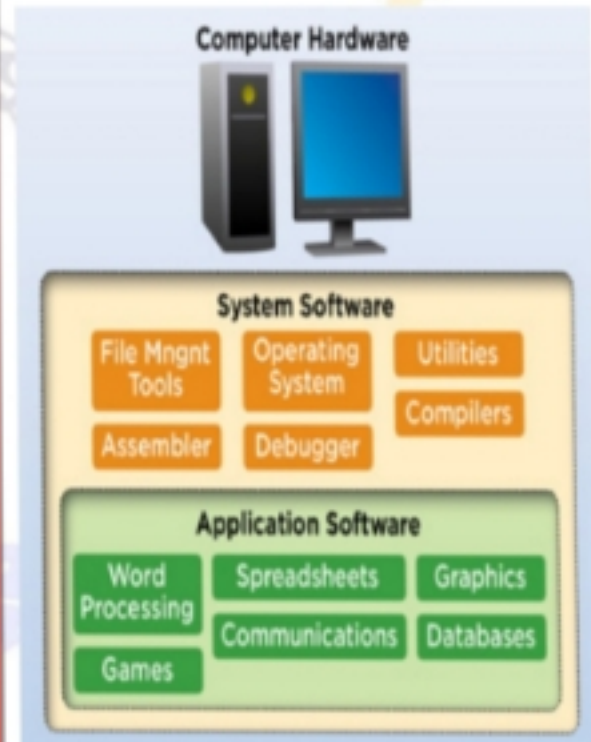 Computer Hardware
System Software
File Mngnt
Tools
Operating
System
Utilities
Compilers
Assembler
Debugger
Application Software
Word
Processing
Spreadsheets
Graphics
Communications
Databases
Games